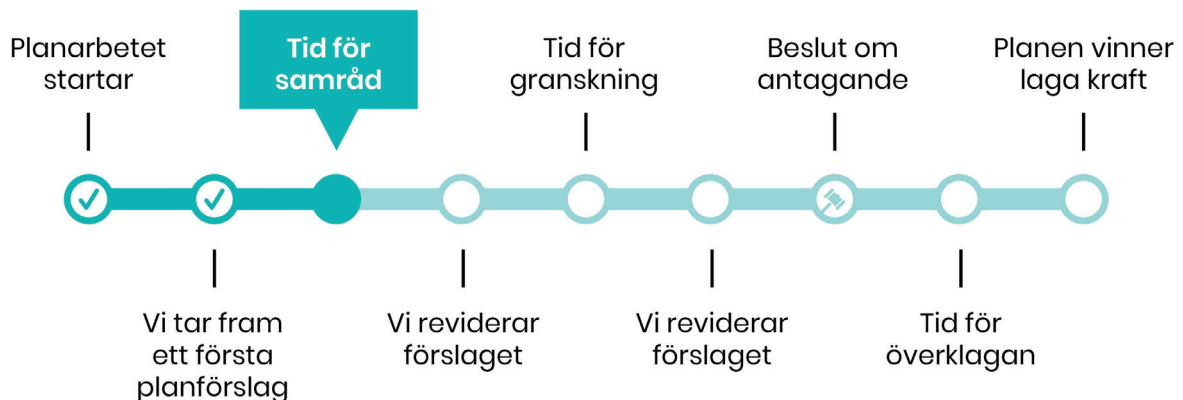 Planarbetet
startar
Tid för
samråd
Tid för
granskning
Beslut om
antagande
Planen vinner
laga kraft
Vi tar fram
ett första
planförslag
Vi reviderar
förslaget
Vi reviderar
förslaget
Tid för
överklagan